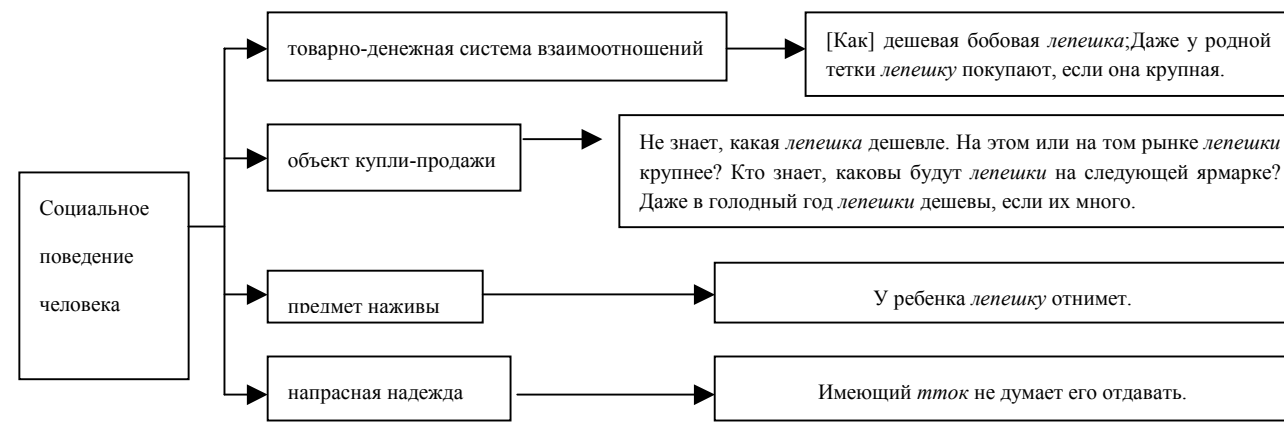 Социальное
поведение
человека
товарно-денежная система взаимоотношений
[Как] дешевая бобовая лепешка;Даже у родной
тетки лепешку покупают, если она крупная.
объект купли-продажи
Не знает, какая лепешка дешевле. На этом или на том рынке лепешки
крупнее? Кто знает, каковы будут лепешки на следующей ярмарке?
Даже в голодный год лепешки дешевы, если их много.
предмет наживы
У ребенка лепешку отнимет.
напрасная надежда
Имеющий тток не думает его отдавать.